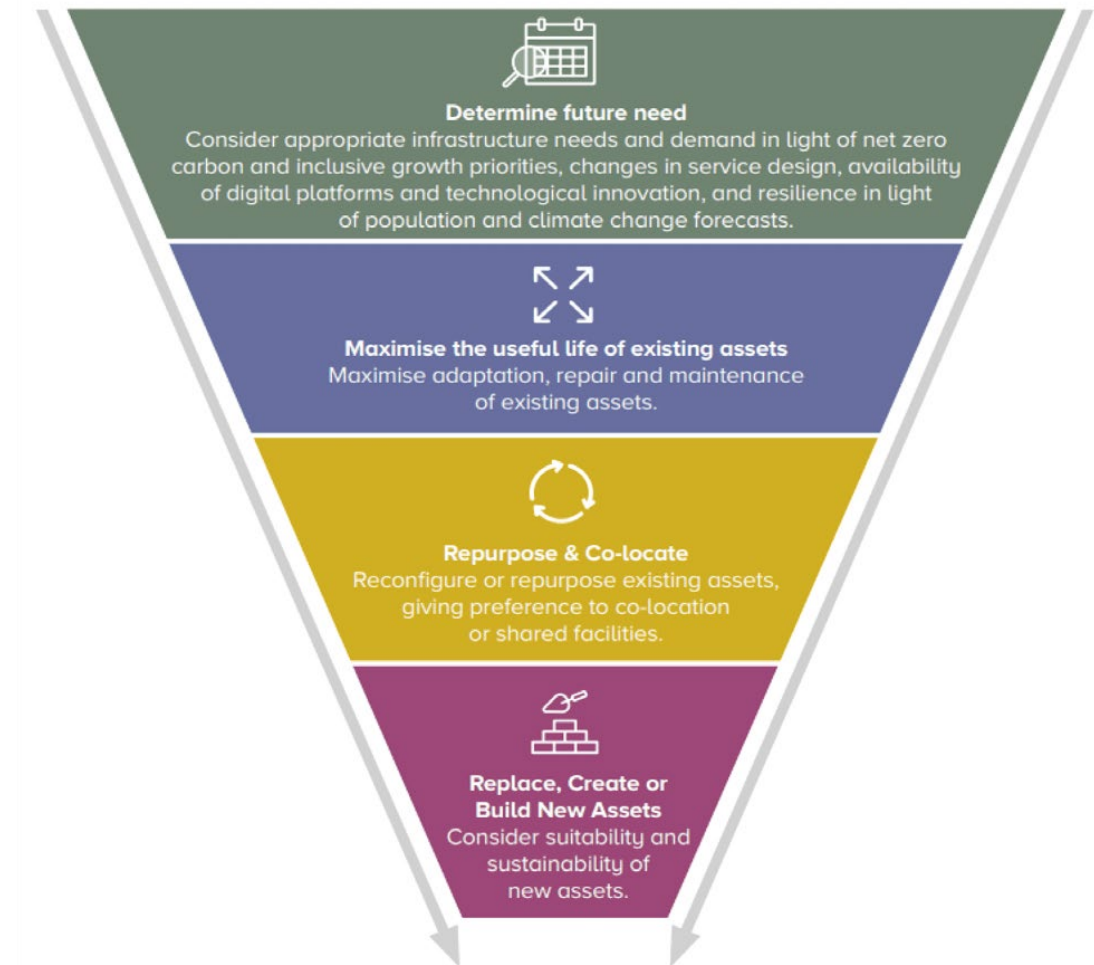 Determine future need
Consider appropriate infrastructure needs and demand in light of net zero
carbon and inclusive growth priorities, changes in service design, availability
of digital platforms and technological innovation, and resilience in light
of population and climate change forecasts.
Maximise the useful life of existing assets
Maximise adaptation, repair and maintenance
of existing assets.
Repurpose & Co-locate
Reconfigure or repurpose existing assets,
giving preference to co-location
or shared facilities.
Replace, Create or
Build New Assets
Consider suitability and
sustainability of
new assets.